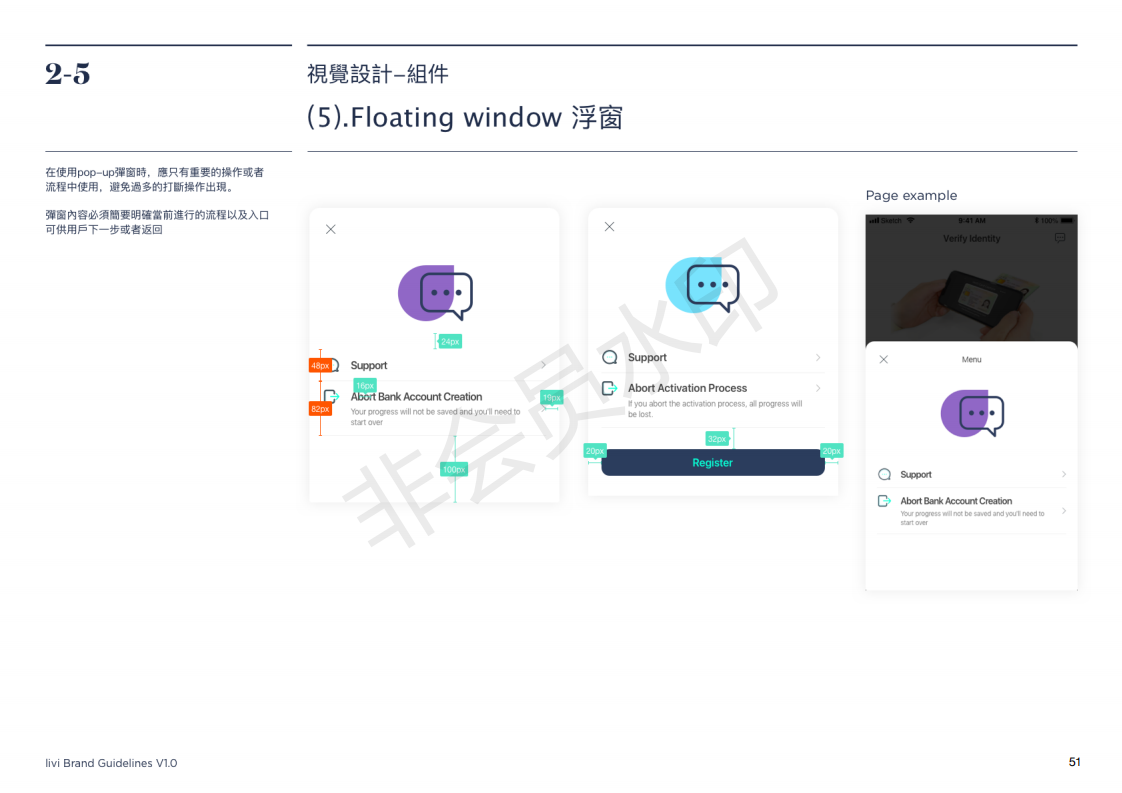 2-5
視覺設計–組件
(5).Floating window 浮窗
在使用pop–up彈窗時，應只有重要的操作或者
流程中使用，避免過多的打斷操作出現。
彈窗內容必須簡要明確當前進行的流程以及入口
可供用戶下一步或者返回
24px
48px
Support
16px
Abort Bank Account Creation
19px
82px
Your progress will not be saved and you'll need to
start over
100px
Support
Abort Activation Process
If you abort the activation process, all progress will
be lost.
32px
20px
20px
Register
Page example
Sketch
9:41 AM
100%
Verify Identity
Menu
Support
Abort Bank Account Creation
Your progress will not be saved and you'll need to
start over
非会员水印
livi Brand Guidelines V1.0
51